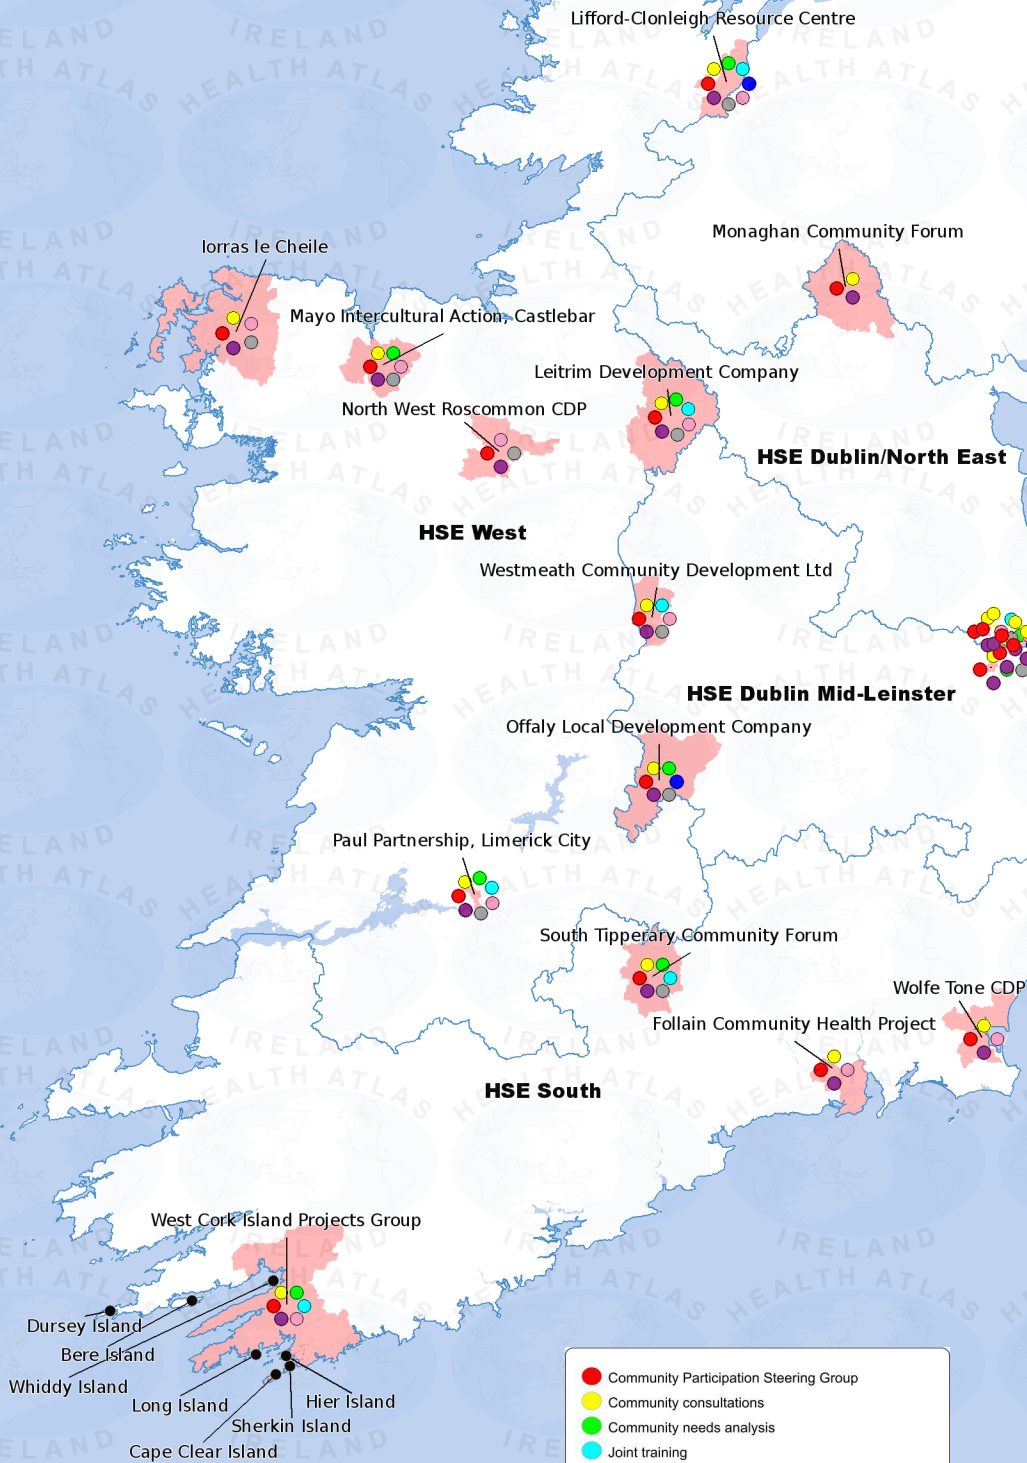 Lifford-Clonleigh Resource Centre
Monaghan Community Forum
Iorras le Cheile
Mayo Intercultural Action, Castlebar
Leitrim Development Company
North West Roscommon CDP
HSE Dublin/North East
HSE West
Westmeath Community Development Ltd
HSE Dublin Mid-Leinster
Offaly Local Development Company
Paul Partnership, Limerick City
South Tipperary Community Forum
Wolfe Tone CDP
Follain Community Health Project
HSE South
West Cork Island Projects Group
Dursey Island
Bere Island
Whiddy Island
Long Island
Hier Island
Sherkin Island
Cape Clear Island
Community Participation Steering Group
Community consultations
Community needs analysis
Joint training